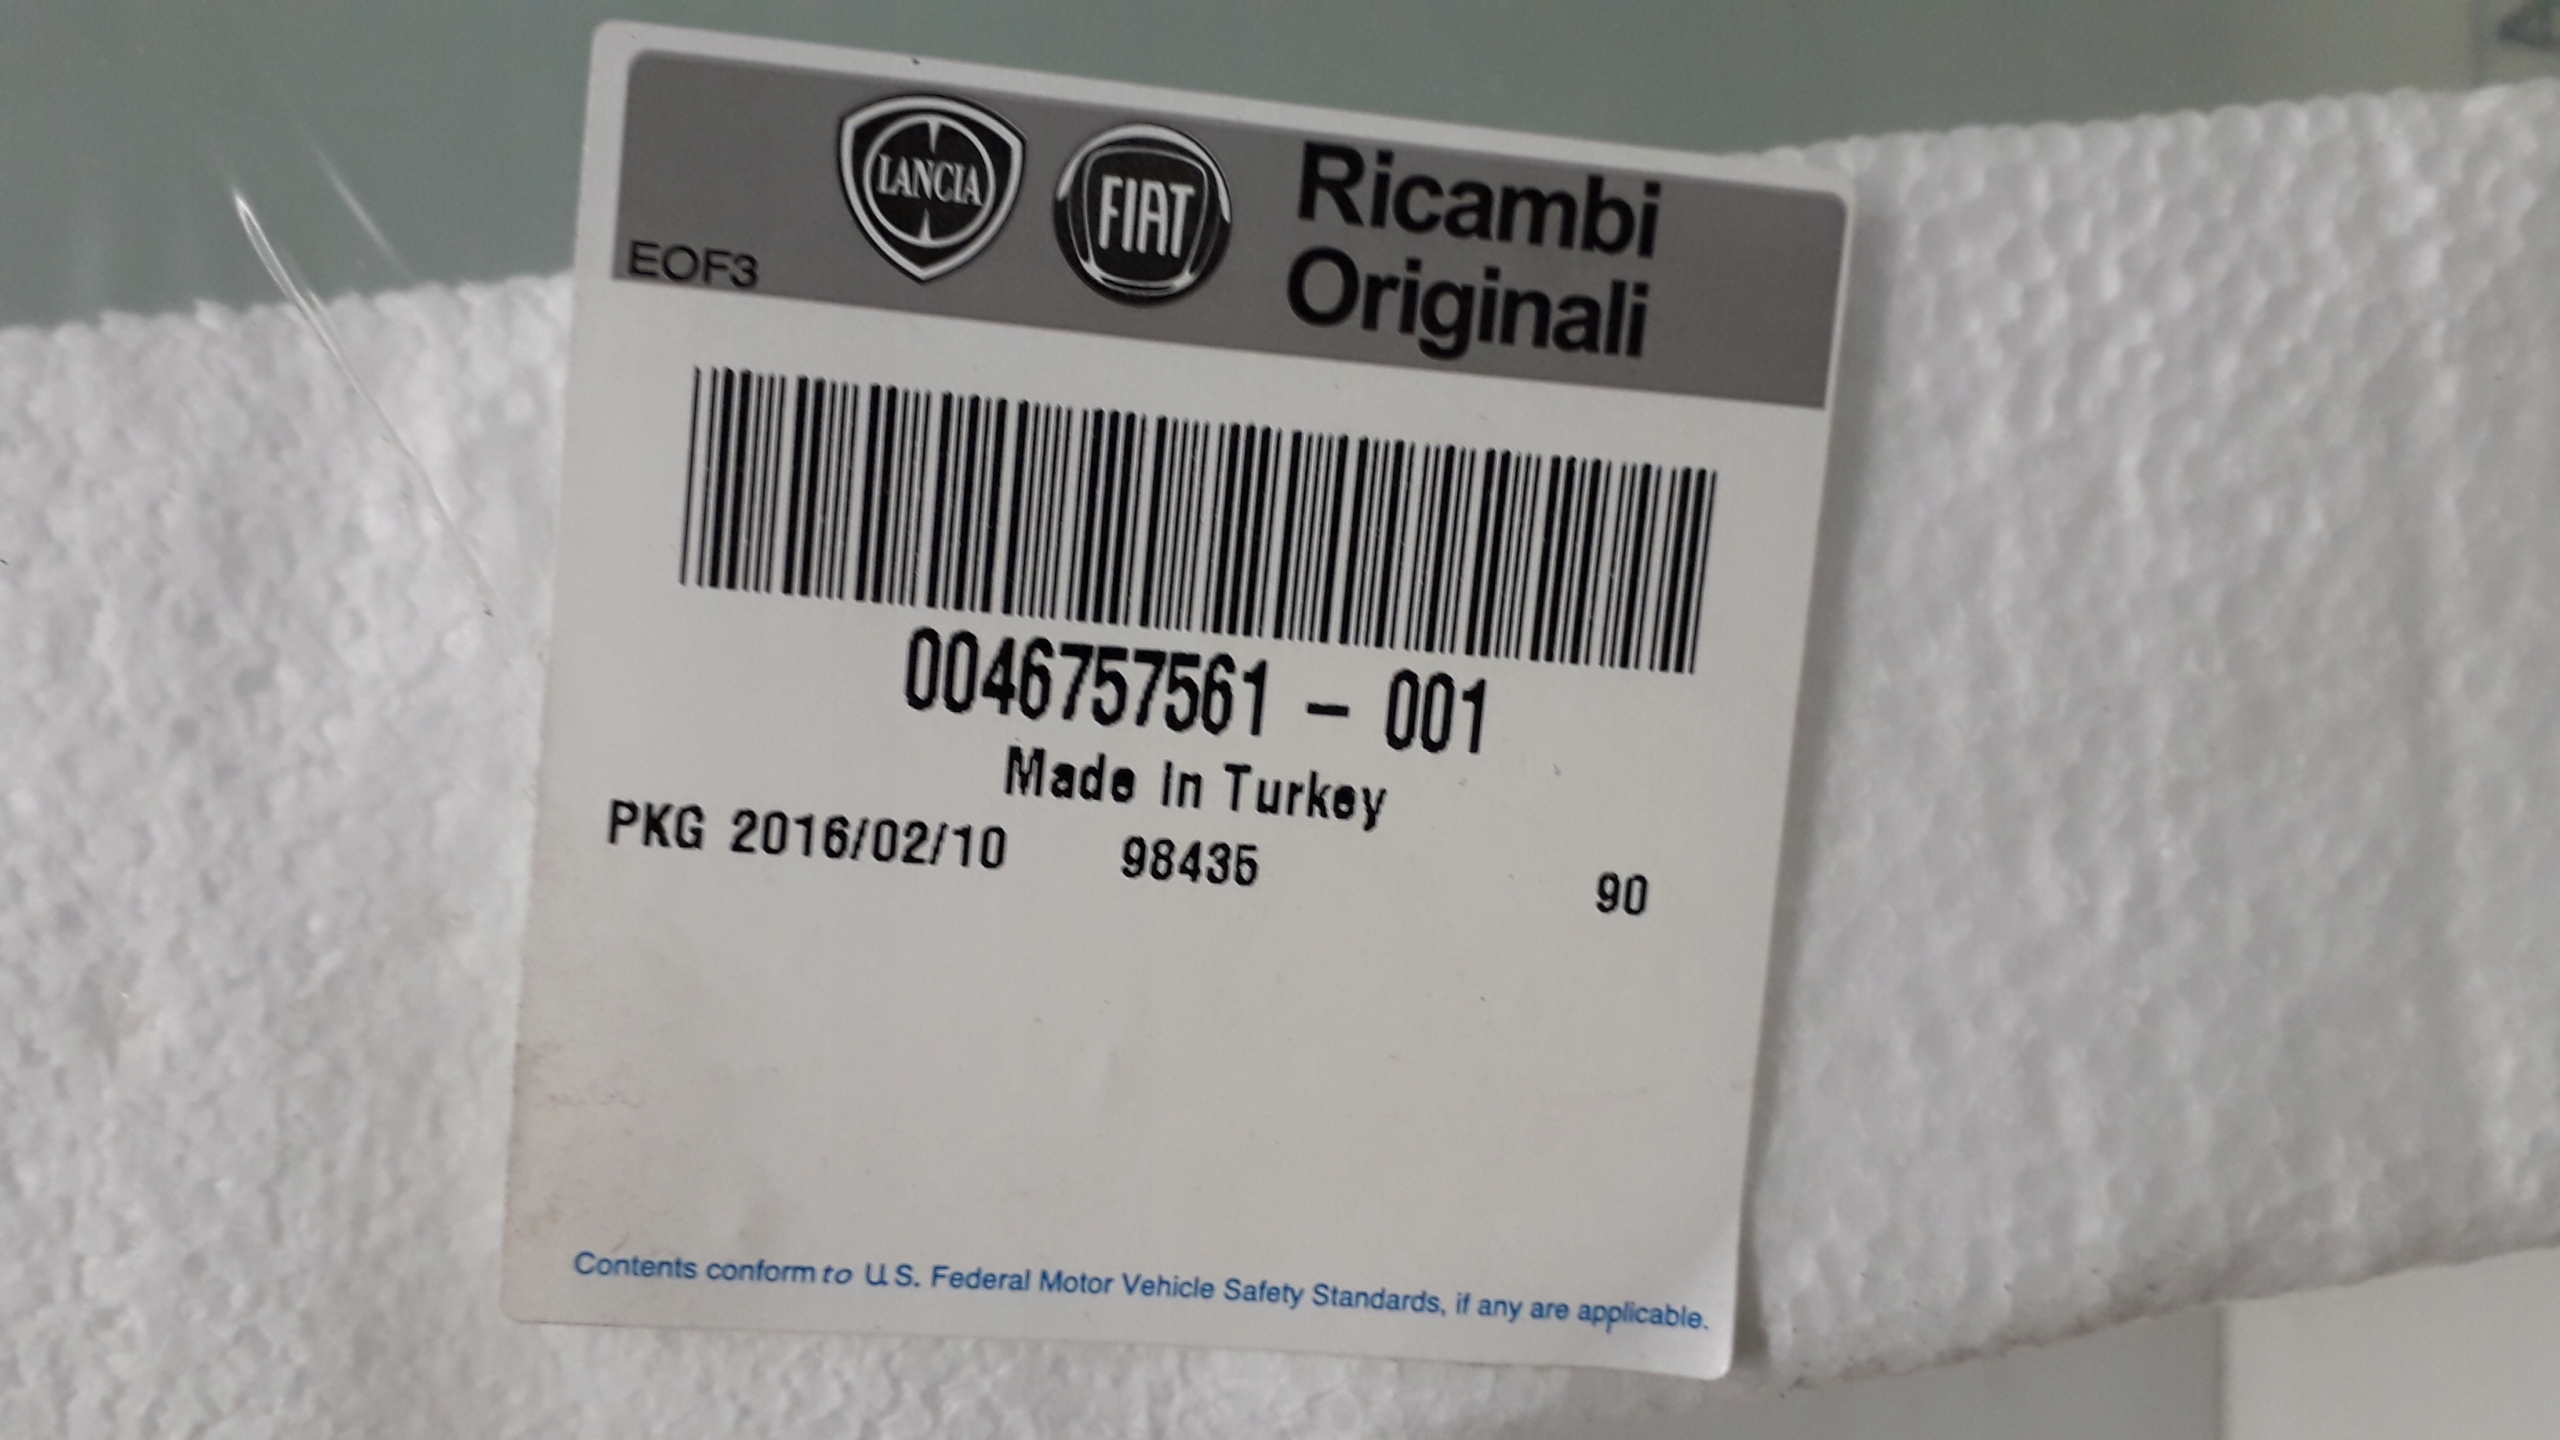 LANCIA
FIAT
Ricambi
Originali
EOF3
0046757561 - 001
Made in Turkey
PKG 2016/02/10 98435 90
Contents conform to U.S. Federal Motor Vehicle Safety Standards, if any are applicable.